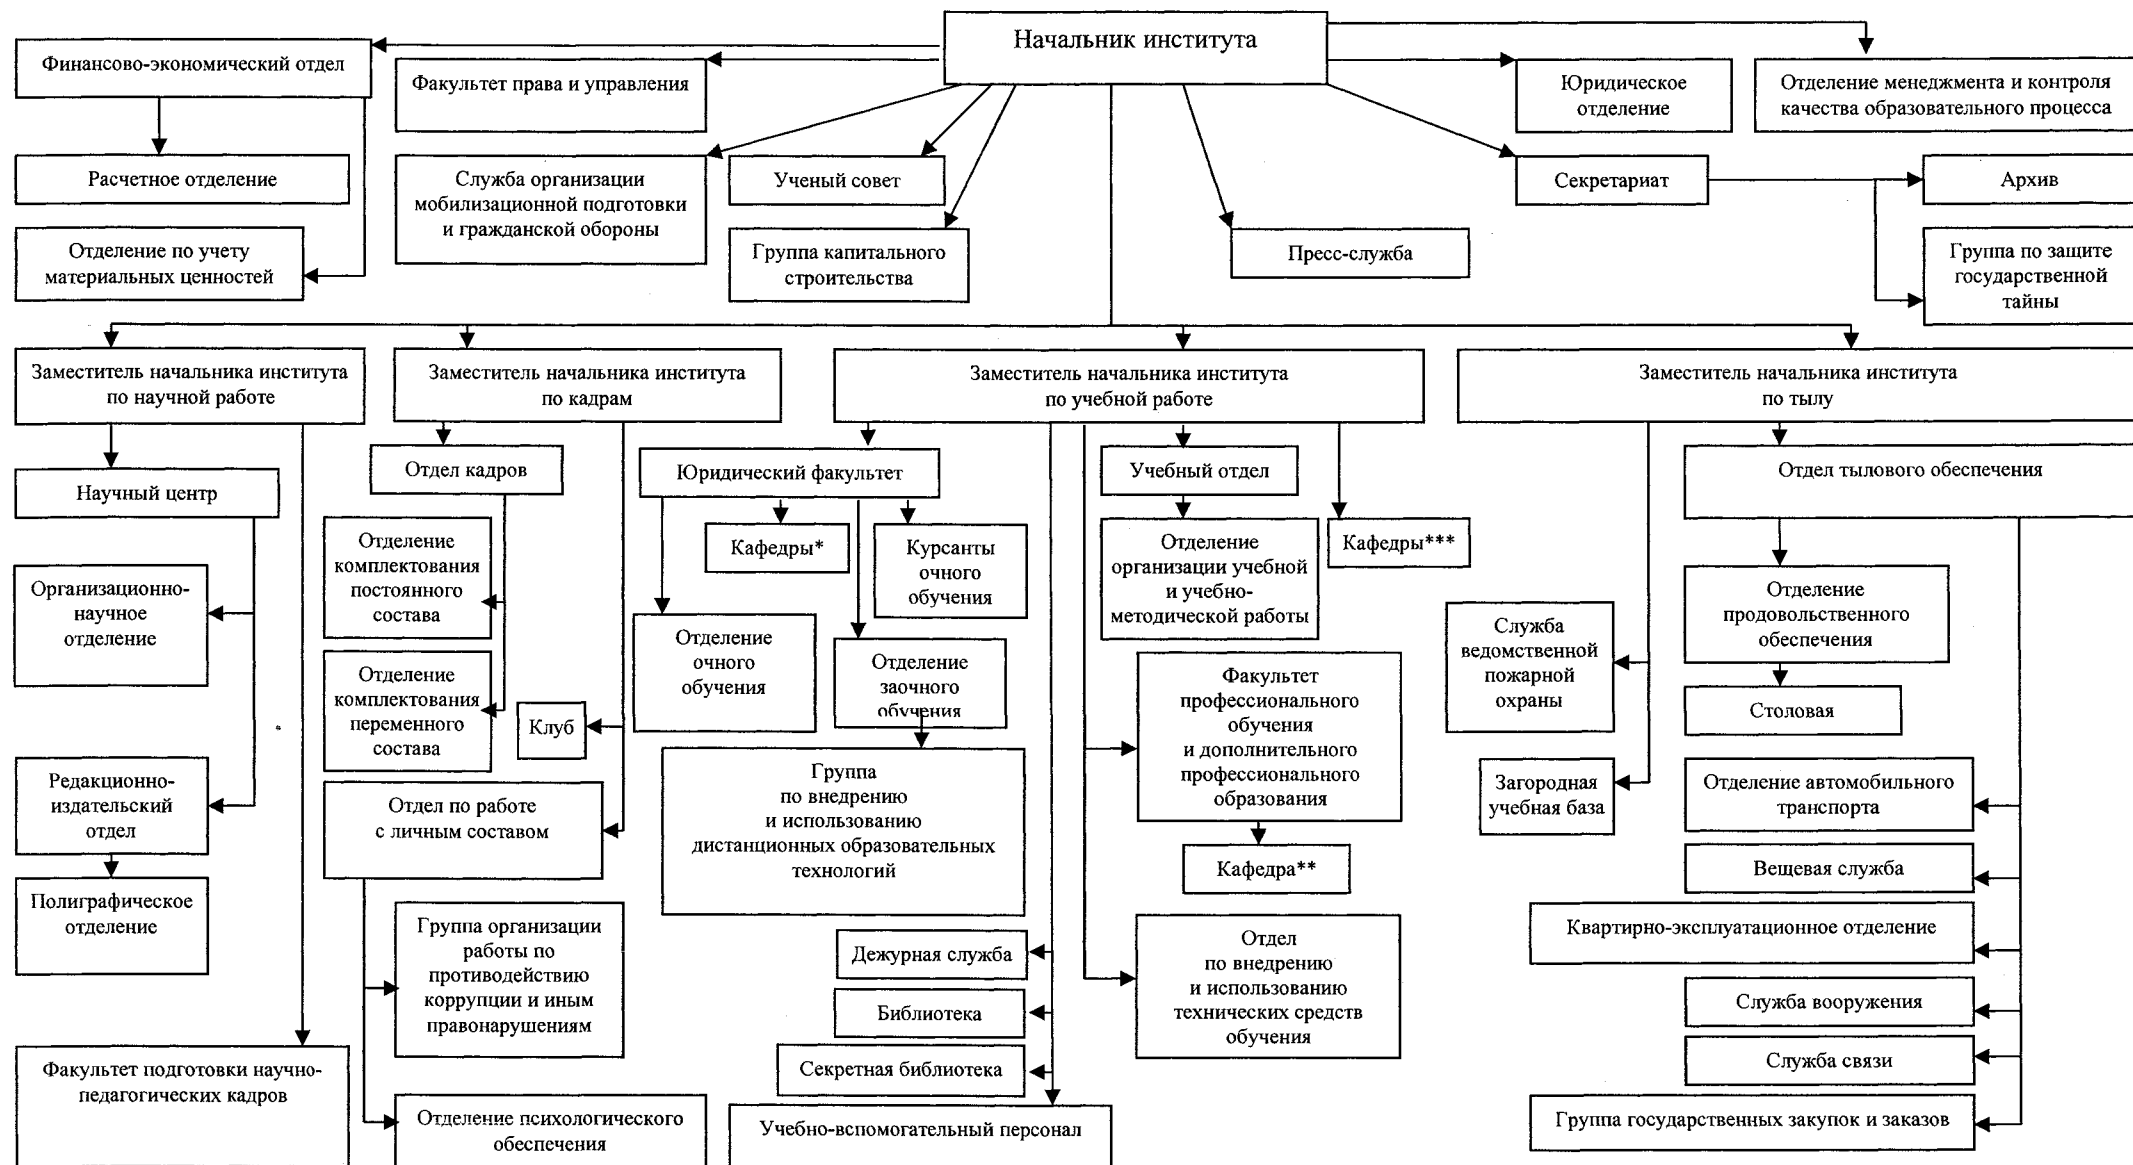 Начальник института
Финансово-экономический отдел
Факультет права и управления
Юридическое
отделение
Отделение менеджмента и контроля
качества образовательного процесса
Расчетное отделение
Служба организации
мобилизационной подготовки
и гражданской обороны
Ученый совет
Секретариат
Архив
Отделение по учету
материальных ценностей
Группа капитального
строительства
Пресс-служба
Группа по защите
государственной
тайны
Заместитель начальника института
по научной работе
Заместитель начальника института
по кадрам
Заместитель начальника института
по учебной работе
Заместитель начальника института
по тылу
Научный центр
Отдел кадров
Юридический факультет
Учебный отдел
Отдел тылового обеспечения
Организационно-
научное
отделение
Отделение
комплектования
постоянного
состава
Кафедры*
Курсанты
очного
обучения
Отделение
организации учебной
и учебно-
методической работы
Кафедры***
Отделение
продовольственного
обеспечения
Служба
ведомственной
пожарной
охраны
Отделение
комплектования
переменного
состава
Клуб
Отделение
очного
обучения
Отделение
заочного
обучения
Факультет
профессионального
обучения
и дополнительного
профессионального
образования
Столовая
Редакционно-
издательский
отдел
Отдел по работе
с личным составом
Группа
по внедрению
и использованию
дистанционных образовательных
технологий
Загородная
учебная база
Отделение автомобильного
транспорта
Кафедра**
Вещевая служба
Полиграфическое
отделение
Группа организации
работы по
противодействию
коррупции и иным
правонарушениям
Дежурная служба
Отдел
по внедрению
и использованию
технических средств
обучения
Квартирно-эксплуатационное отделение
Библиотека
Служба вооружения
Факультет подготовки научно-
педагогических кадров
Секретная библиотека
Служба связи
Отделение психологического
обеспечения
Учебно-вспомогательный персонал
Группа государственных закупок и заказов